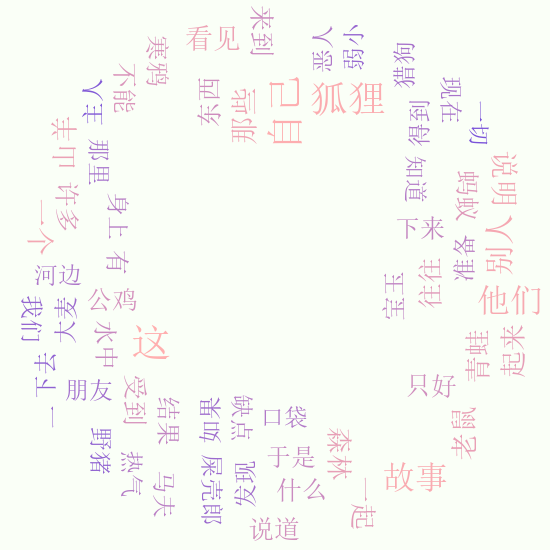 来到
看见
恶人
弱小
寒鸦
猎狗
不能
东西
那些
自己
狐狸
主人
现在
一切
得到
羊
山
许多
那里
知道
蚂蚁
说明
一个
身上
有
下来
准备
别人
河边
我们
大麦
公鸡
水中
这
宝玉
往往
他们
青蛙
起来
一下子
朋友
受到
结果
如果
缺点
口袋
只好
老鼠
野猪
热气
马夫
屎壳郎
发现
于是
什么
森林
故事
一起
说道